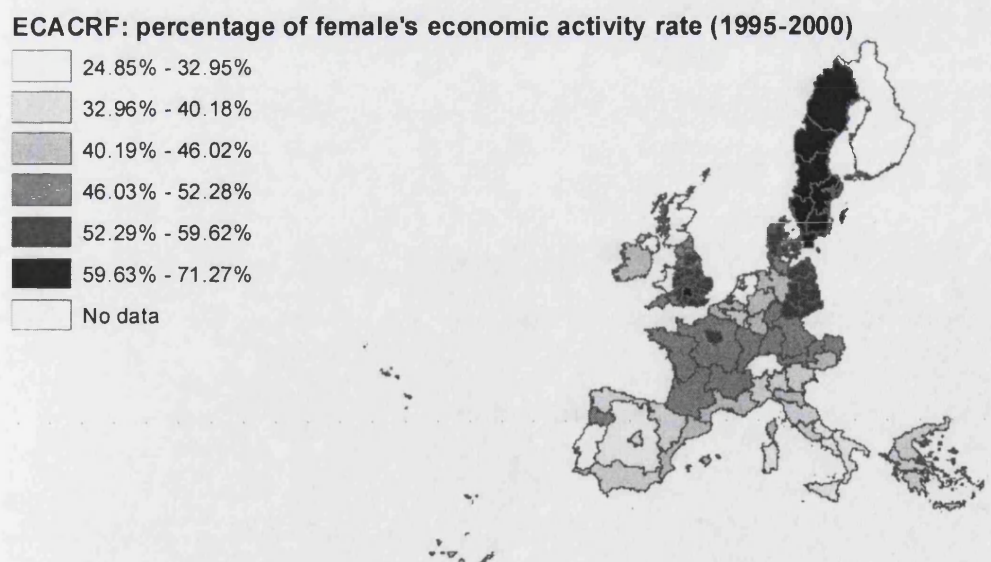 ECACRF: percentage of female's economic activity rate (1995-2000)
24.85% - 32.95%
32.96% - 40.18%
40.19% - 46.02%
46.03% - 52.28%
52.29% - 59.62%
59.63% - 71.27%
No data